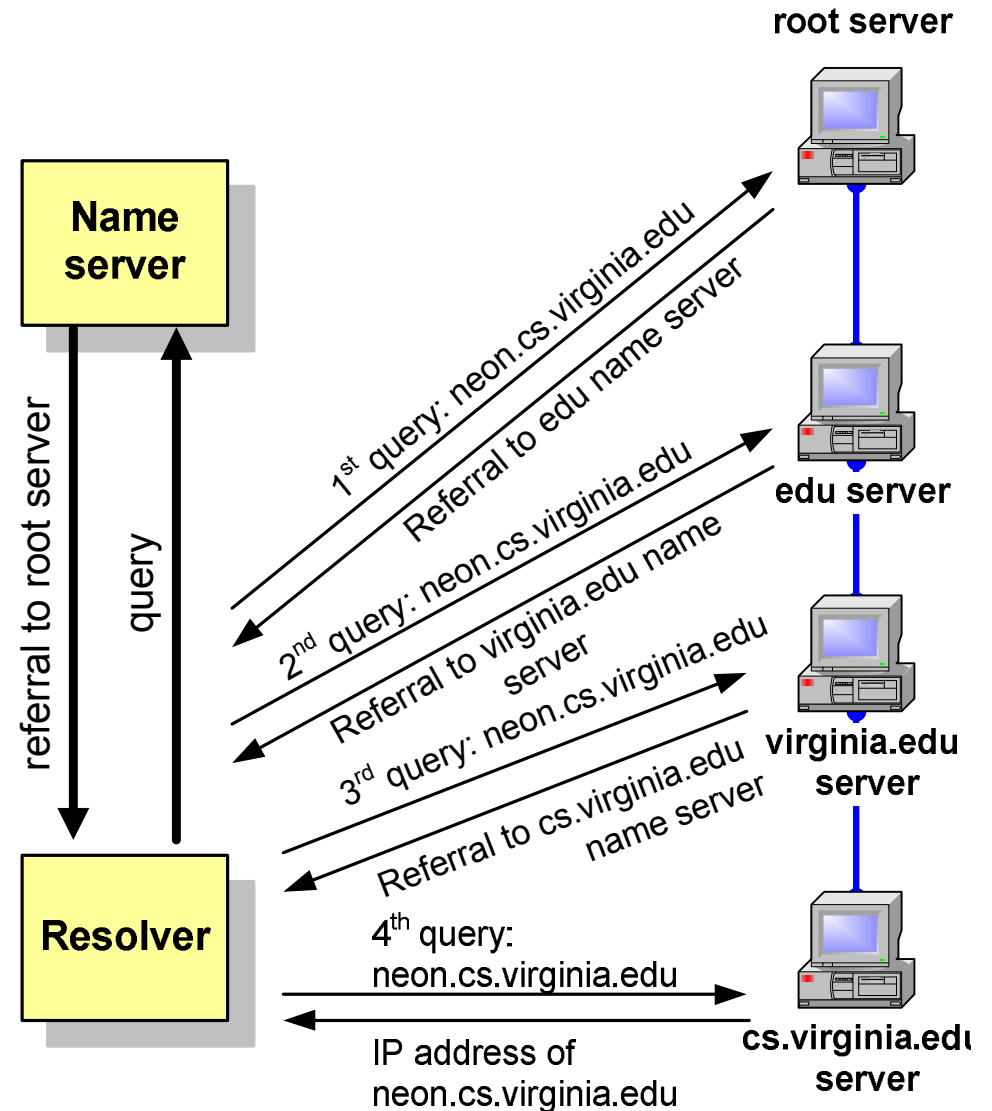 root server
Name
server
1st query: neon.cs.virginia.edu
Referral to edu name server
edu server
referral to root server
query
2nd query: neon.cs.virginia.edu
Referral to virginia.edu name
server
3rd query: neon.cs.virginia.edu
virginia.edu
server
Referral to cs.virginia.edu
name server
Resolver
4th query:
neon.cs.virginia.edu
IP address of
neon.cs.virginia.edu
cs.virginia.edu
server